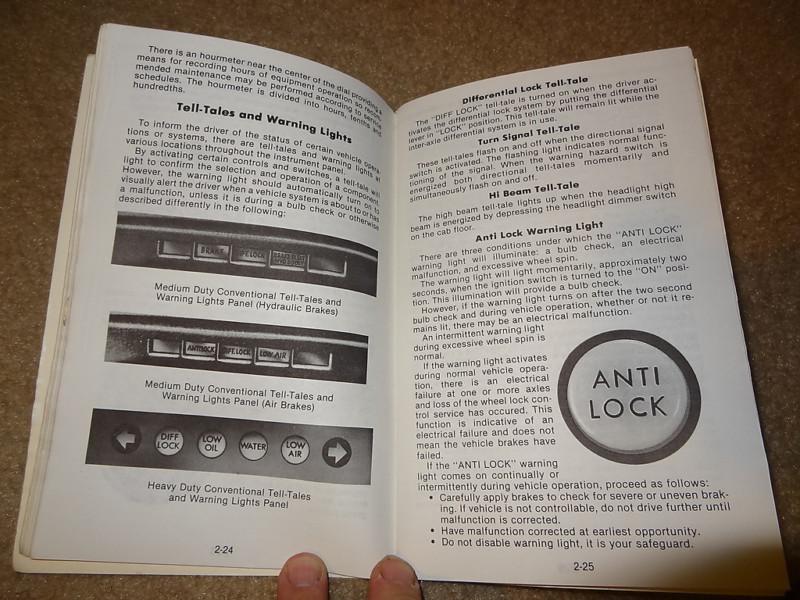 There is an hourmeter near the center of the dial providing a
means for recording hours of equipment operation so recom-
mended maintenance may be performed according to service
schedules. The hourmeter is divided into hours, tenths and
hundredths.
Tell-Tales and Warning Lights
To inform the driver of the status of certain vehicle opera-
tions or systems, there are tell-tales and warning lights in
various locations throughout the instrument panel.
By activating certain controls and switches, a tell-tale will
light to confirm the selection and operation of a component.
However, the warning light should automatically turn on to
visually alert the driver when a vehicle system is about to or has
a malfunction, unless it is during a bulb check or otherwise
described differently in the following:
BRAKE DIFF.LOCK
Medium Duty Conventional Tell-Tales and
Warning Lights Panel (Hydraulic Brakes)
ANTILOCK DIFF.LOCK LOW AIR
Medium Duty Conventional Tell-Tales and
Warning Lights Panel (Air Brakes)
DIFF LOW WATER LOW
LOCK OIL AIR
Heavy Duty Conventional Tell-Tales
and Warning Lights Panel
2-24
Differential Lock Tell-Tale
The "DIFF LOCK" tell-tale is turned on when the driver ac-
tivates the differential lock system by putting the differential
lever in "LOCK" position. This tell-tale will remain lit while the
inter-axle differential system is in use.
Turn Signal Tell-Tale
These tell-tales flash on and off when the directional signal
switch is activated. The flashing light indicates normal func-
tioning of the signal. When the warning hazard switch is
energized both directional tell-tales momentarily and
simultaneously flash on and off.
Hi Beam Tell-Tale
The high beam tell-tale lights up when the headlight high
beam is energized by depressing the headlight dimmer switch
on the cab floor.
Anti Lock Warning Light
There are three conditions under which the "ANTI LOCK"
warning light will illuminate: a bulb check, an electrical
malfunction, and excessive wheel spin.
The warning light will light momentarily, approximately two
seconds, when the ignition switch is turned to the "ON" posi-
tion. This illumination will provide a bulb check.
However, if the warning light turns on after the two second
bulb check and during vehicle operation, whether or not it re-
mains lit, there may be an electrical malfunction.
An intermittent warning light
during excessive wheel spin is
normal.
If the warning light activates
during normal vehicle opera-
tion, there is an electrical
failure at one or more axles
and loss of the wheel lock con-
trol service has occured. This
function is indicative of an
electrical failure and does not
mean the vehicle brakes have
failed.
If the "ANTI LOCK" warning
light comes on continually or
ANTI
LOCK
intermittently during vehicle operation, proceed as follows:
• Carefully apply brakes to check for severe or uneven brak-
ing. If vehicle is not controllable, do not drive further until
malfunction is corrected.
• Have malfunction corrected at earliest opportunity.
• Do not disable warning light, it is your safeguard.
2-25